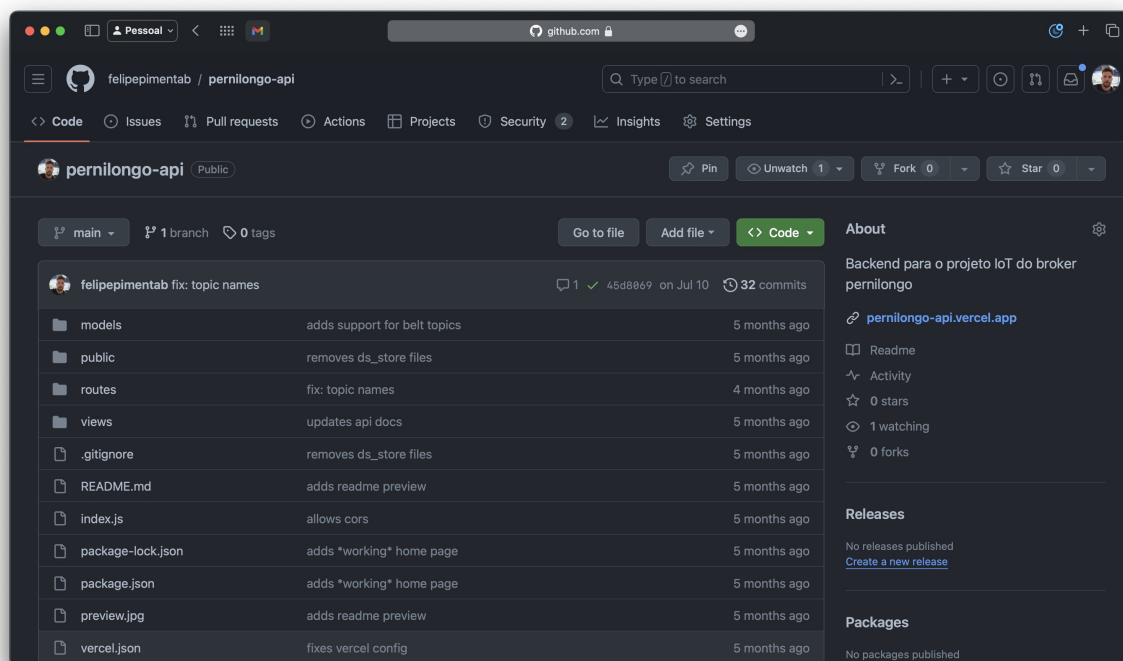 Pessoal
github.com
felipepimentab / pernilongo-api
Type / to search
Code Issues Pull requests Actions Projects Security 2 Insights Settings
pernilongo-api Public
Pin Unwatch 1 Fork 0 Star 0
main 1 branch 0 tags
Go to file Add file Code
felipepimentab fix: topic names 1 45d8069 on Jul 10 32 commits
models adds support for belt topics 5 months ago
public removes ds_store files 5 months ago
routes fix: topic names 4 months ago
views updates api docs 5 months ago
.gitignore removes ds_store files 5 months ago
README.md adds readme preview 5 months ago
index.js allows cors 5 months ago
package-lock.json adds *working* home page 5 months ago
package.json adds *working* home page 5 months ago
preview.jpg adds readme preview 5 months ago
vercel.json fixes vercel config 5 months ago
About
Backend para o projeto IoT do broker
pernilongo
pernilongo-api.vercel.app
Readme
Activity
0 stars
1 watching
0 forks
Releases
No releases published
Create a new release
Packages
No packages published